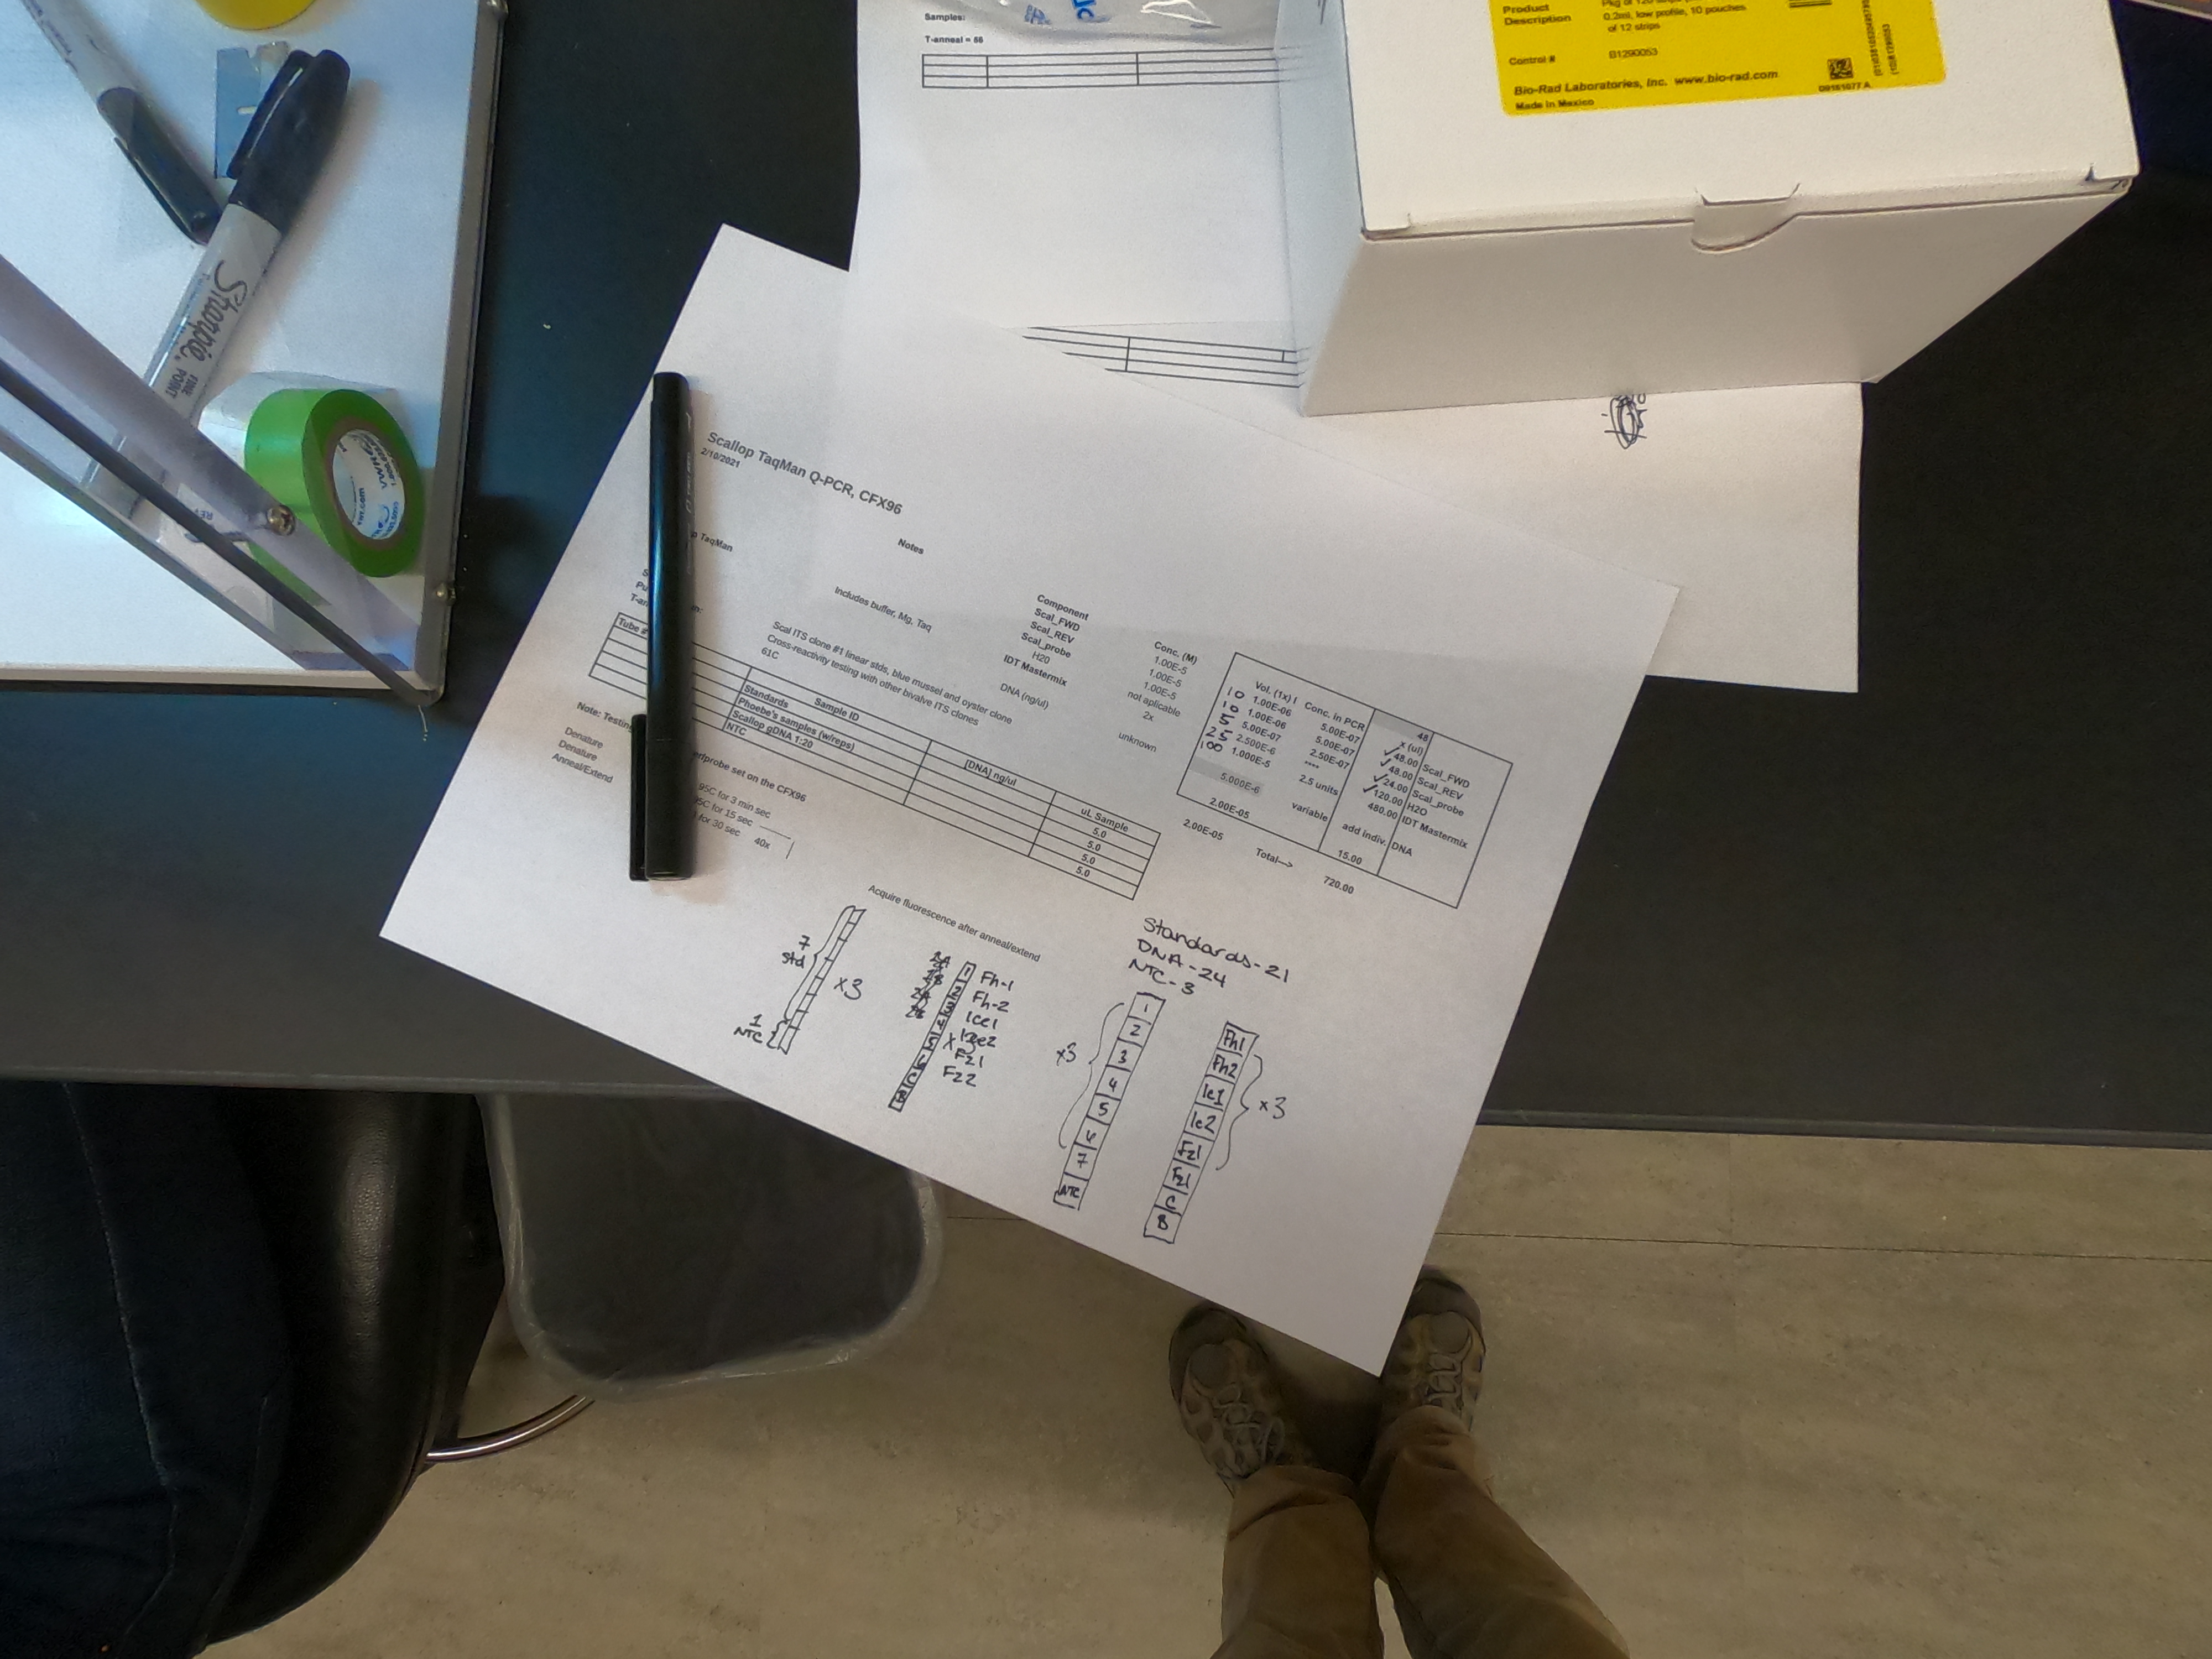 Samples:
T-anneal = 56
Product
Description
0.2ml, low profile, 10 pouches
of 12 strips
Control #
B1290053
Bio-Rad Laboratories, Inc. www.bio-rad.com
Made in Mexico
Sharpie
FINE
POINT
Scallop TaqMan Q-PCR, CFX96
2/10/2021
TaqMan
Notes
Includes buffer, Mg, Taq
Scal ITS clone #1 linear stds, blue mussel and oyster clone
Cross-reactivity testing with other bivalve ITS clones
61C
Component
Scal_FWD
Scal_REV
Scal_probe
H20
IDT Mastermix
DNA (ng/ul)
Conc. (M)
1.00E-5
1.00E-5
1.00E-5
not aplicable
2x
unknown
Vol. (1x) l
10 1.00E-06
10 1.00E-06
5 5.00E-07
25 2.500E-6
100 1.000E-5
5.000E-6
2.00E-05
Conc. in PCR
5.00E-07
5.00E-07
2.50E-07
****
2.5 units
variable
2.00E-05
Total--->
48
x (ul)
48.00 Scal_FWD
48.00 Scal_REV
24.00 Scal_probe
120.00 H2O
480.00 IDT Mastermix
add indiv. DNA
15.00
720.00
Tube #
Sample ID
[DNA] ng/ul
uL Sample
Standards
5.0
Phoebe's samples (w/reps)
5.0
Scallop gDNA 1:20
5.0
NTC
5.0
Note: Testing
probe set on the CFX96
Denature
95C for 3 min sec
Denature
95C for 15 sec
Anneal/Extend
for 30 sec
40x
Acquire fluorescence after anneal/extend
7
std
x3
1
NTC
Fh-1
Fh-2
Ice1
Fz1
Fz2
Standards-21
DNA-24
NTC-3
x3
1
2
3
4
5
6
7
NTC
Fh1
Fh2
Ic1
Ic2
Fz1
Fz1
C
B
x3